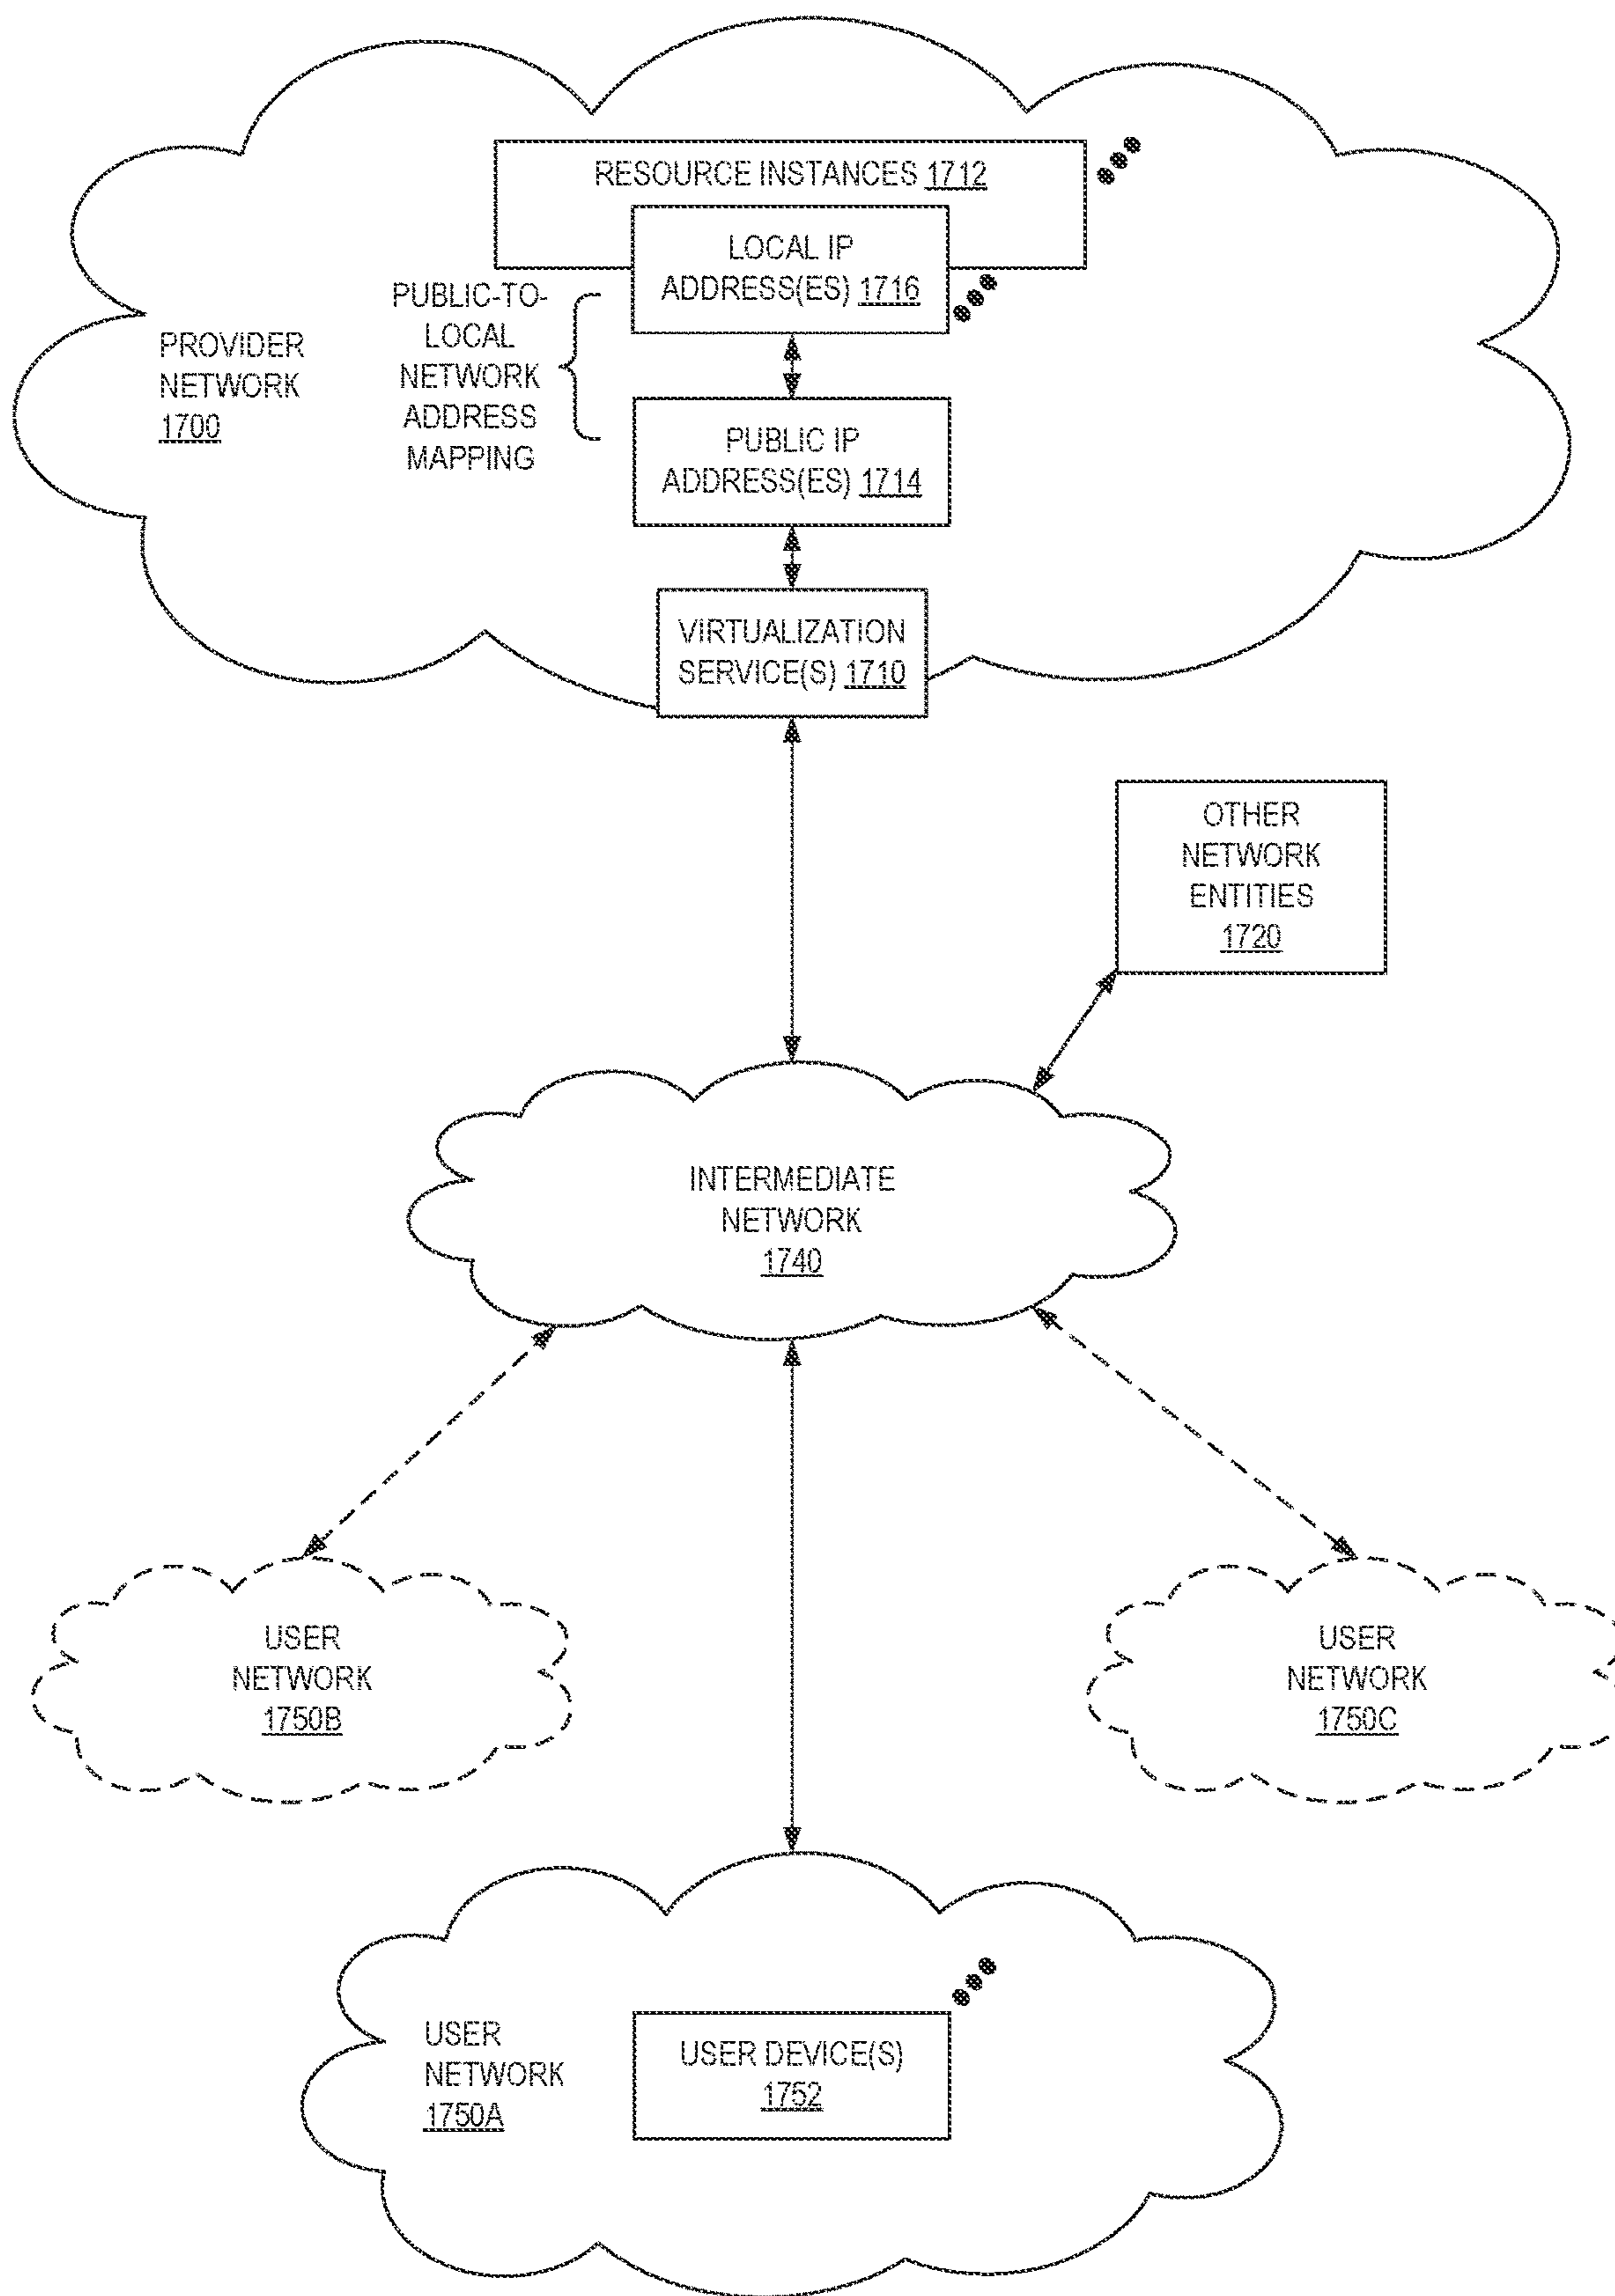 RESOURCE INSTANCES 1712
LOCAL IP
ADDRESS(ES) 1716
PUBLIC-TO-
LOCAL
NETWORK
ADDRESS
MAPPING
PROVIDER
NETWORK
1700
PUBLIC IP
ADDRESS(ES) 1714
VIRTUALIZATION
SERVICE(S) 1710
OTHER
NETWORK
ENTITIES
1720
INTERMEDIATE
NETWORK
1740
USER
NETWORK
1750B
USER
NETWORK
1750C
USER
NETWORK
1750A
USER DEVICE(S)
1752